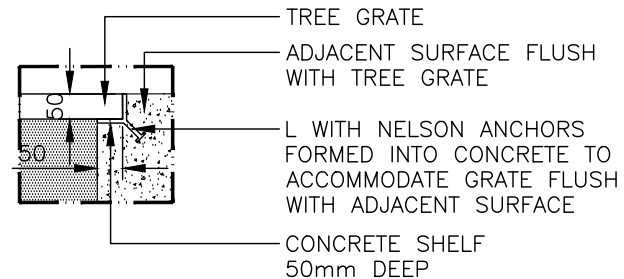 TREE GRATE
ADJACENT SURFACE FLUSH
WITH TREE GRATE
50
50
L WITH NELSON ANCHORS
FORMED INTO CONCRETE TO
ACCOMMODATE GRATE FLUSH
WITH ADJACENT SURFACE
CONCRETE SHELF
50mm DEEP